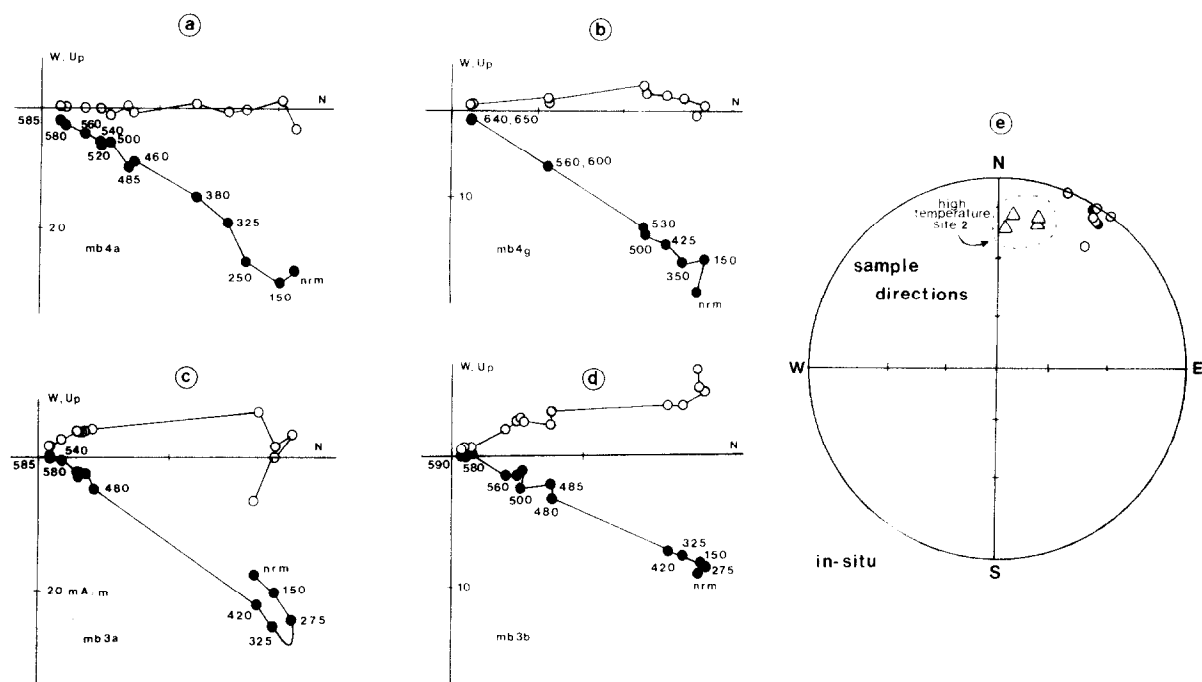 a
W, Up
N
585
580
560
540
500
520
485
460
380
325
250
150
nrm
20
mb4a
b
W, Up
N
640,650
560,600
10
530
500
425
350
150
nrm
mb4g
c
W, Up
N
585
540
580
480
nrm
150
420
275
325
20 mA.m
mb3a
d
W, Up
N
590
580
560
500
485
480
325
150
420
275
nrm
10
mb3b
e
N
high
temperature,
site 2
sample
directions
W
E
S
in-situ